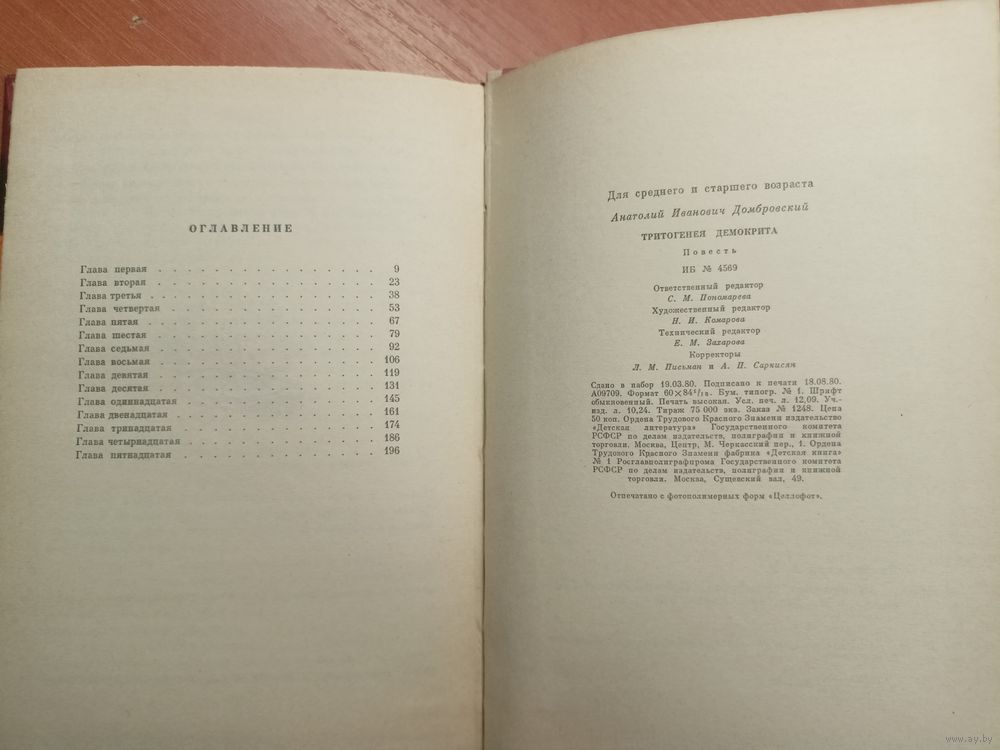 ОГЛАВЛЕНИЕ
Глава первая . . . . . . . . . . . . . . . . 9
Глава вторая . . . . . . . . . . . . . . . . 23
Глава третья . . . . . . . . . . . . . . . . 38
Глава четвертая . . . . . . . . . . . . . . . 53
Глава пятая . . . . . . . . . . . . . . . . 67
Глава шестая . . . . . . . . . . . . . . . . 79
Глава седьмая . . . . . . . . . . . . . . . 92
Глава восьмая . . . . . . . . . . . . . . . 106
Глава девятая . . . . . . . . . . . . . . . 119
Глава десятая . . . . . . . . . . . . . . . 131
Глава одиннадцатая . . . . . . . . . . . . . 145
Глава двенадцатая . . . . . . . . . . . . . 161
Глава тринадцатая . . . . . . . . . . . . . 174
Глава четырнадцатая . . . . . . . . . . . . 186
Глава пятнадцатая . . . . . . . . . . . . . 196
Для среднего и старшего возраста
Анатолий Иванович Домбровский
ТРИТОГЕНЕЯ ДЕМОКРИТА
Повесть
ИБ № 4569
Ответственный редактор
С. М. Пономарева
Художественный редактор
Н. И. Комарова
Технический редактор
Е. М. Захарова
Корректоры
Л. М. Письман и А. П. Саркисян
Сдано в набор 19.03.80. Подписано к печати 18.08.80.
А09709. Формат 60×84¹/₁₆. Бум. типогр. № 1. Шрифт
обыкновенный. Печать высокая. Усл. печ. л. 12,09. Уч.-
изд. л. 10,24. Тираж 75 000 экз. Заказ № 1248. Цена
50 коп. Ордена Трудового Красного Знамени издательство
«Детская литература» Государственного комитета
РСФСР по делам издательств, полиграфии и книжной
торговли. Москва, Центр, М. Черкасский пер., 1. Ордена
Трудового Красного Знамени фабрика «Детская книга»
№ 1 Росглавполиграфпрома Государственного комитета
РСФСР по делам издательств, полиграфии и книжной
торговли. Москва, Сущевский вал, 49.
Отпечатано с фотополимерных форм «Целлофот».
www.ay.by